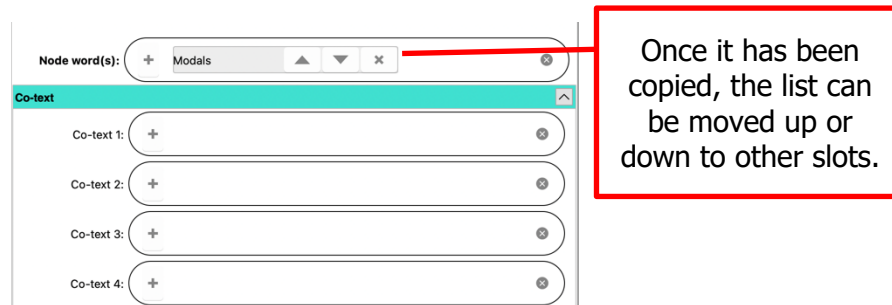 Node word(s): + Modals
Co-text
Co-text 1: +
Co-text 2: +
Co-text 3: +
Co-text 4: +
Once it has been
copied, the list can
be moved up or
down to other slots.